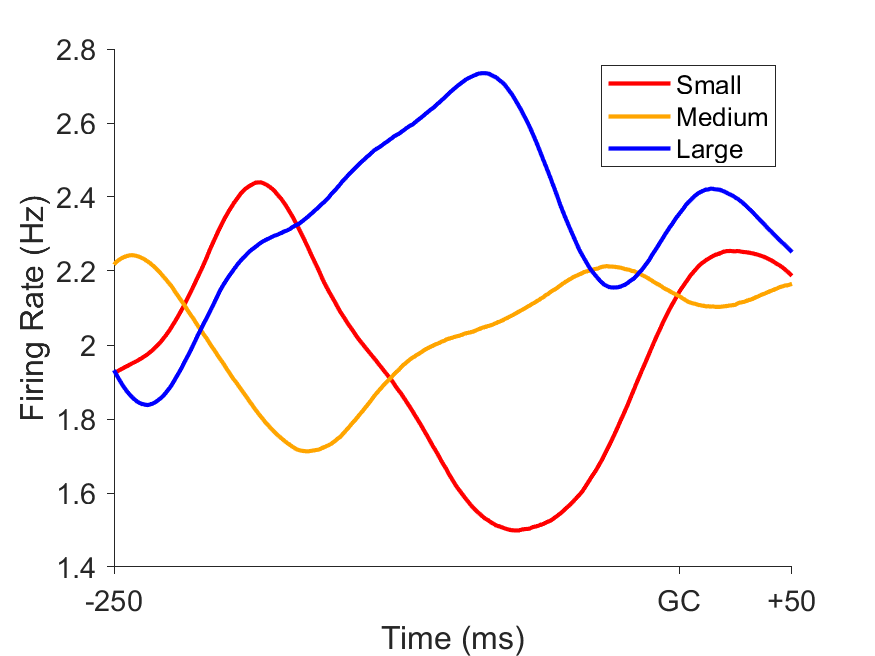 2.8
2.6
2.4
2.2
2
1.8
1.6
1.4
Firing Rate (Hz)
Small
Medium
Large
-250
GC
+50
Time (ms)